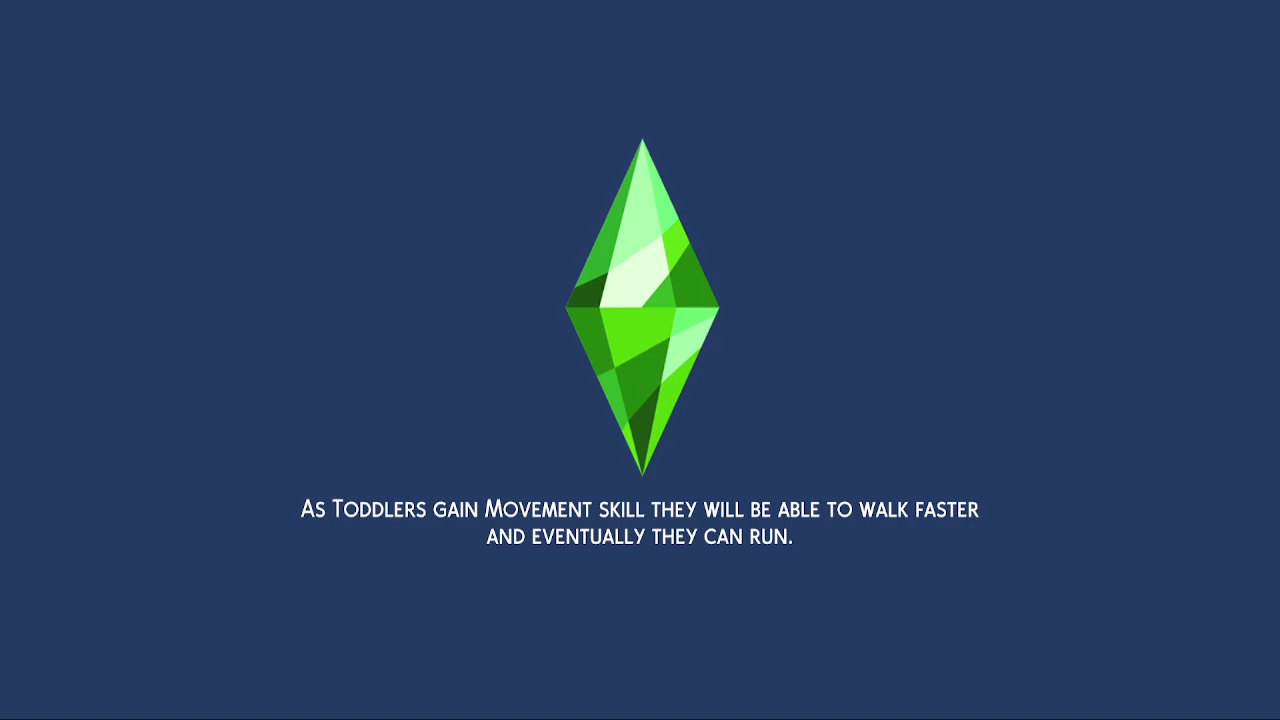 As Toddlers gain Movement skill they will be able to walk faster
and eventually they can run.